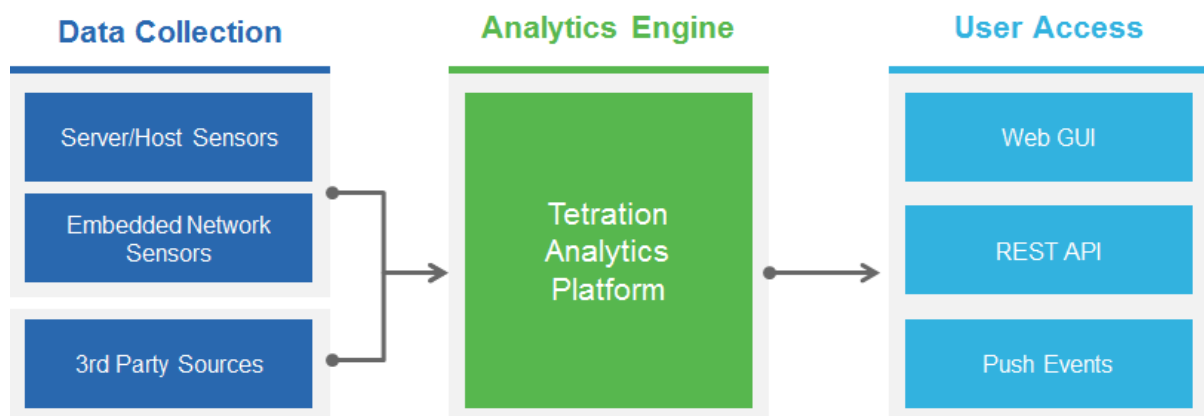 Data Collection
Server/Host Sensors
Embedded Network
Sensors
3rd Party Sources
Analytics Engine
Tetration
Analytics
Platform
User Access
Web GUI
REST API
Push Events